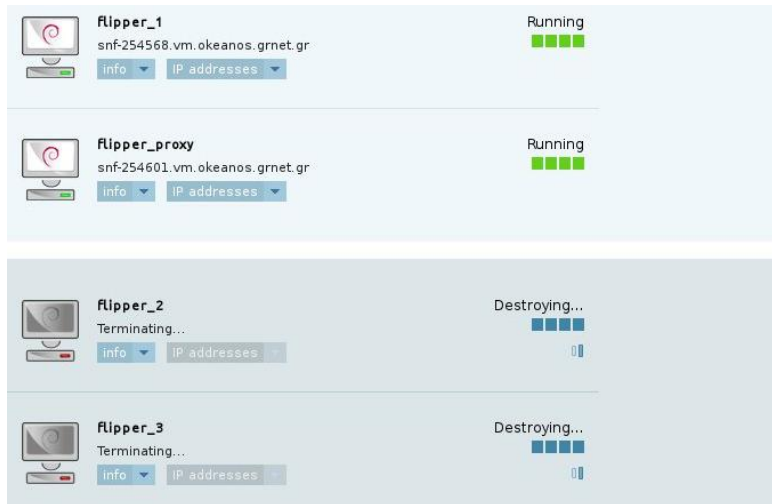 flipper_1
Running
snf-254568.vm.okeanos.grnet.gr
info IP addresses
flipper_proxy
Running
snf-254601.vm.okeanos.grnet.gr
info IP addresses
flipper_2
Destroying...
Terminating...
info IP addresses
flipper_3
Destroying...
Terminating...
info IP addresses